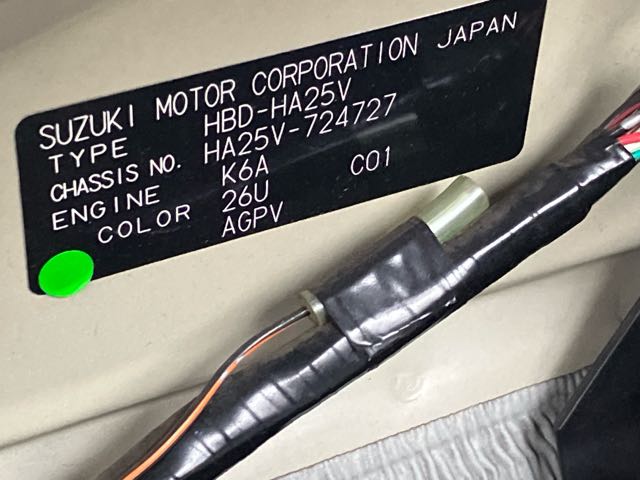 SUZUKI MOTOR CORPORATION JAPAN
TYPE HBD-HA25V
CHASSIS NO. HA25V-724727
ENGINE K6A C01
COLOR 26U
AGPV